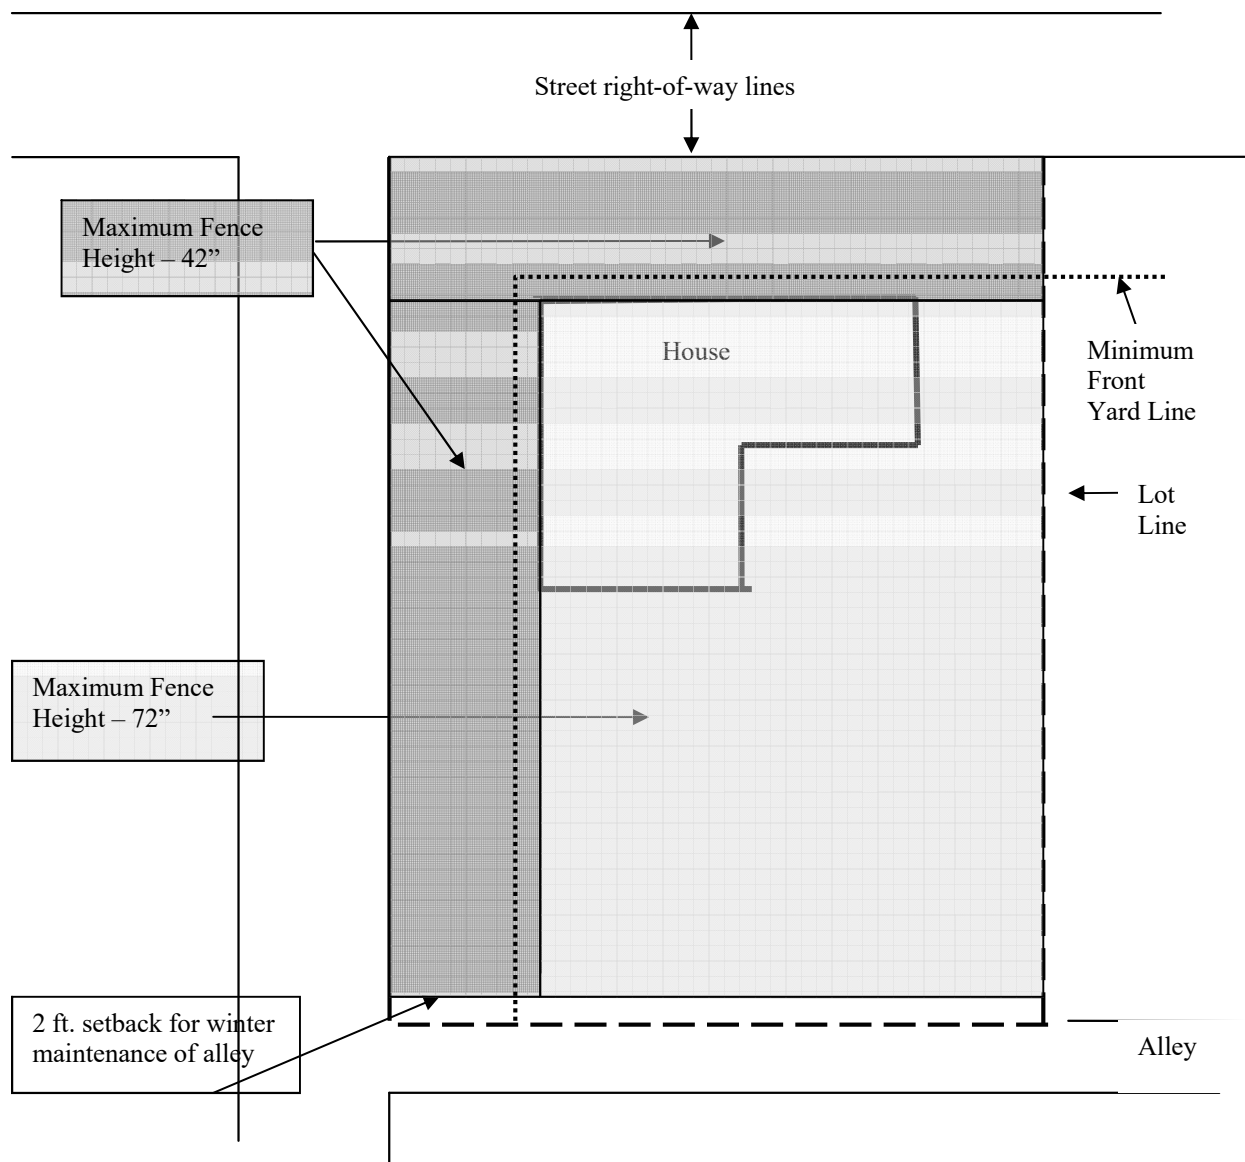 Street right-of-way lines
Maximum Fence
Height – 42”
House
Minimum
Front
Yard Line
Lot
Line
Maximum Fence
Height – 72”
2 ft. setback for winter
maintenance of alley
Alley